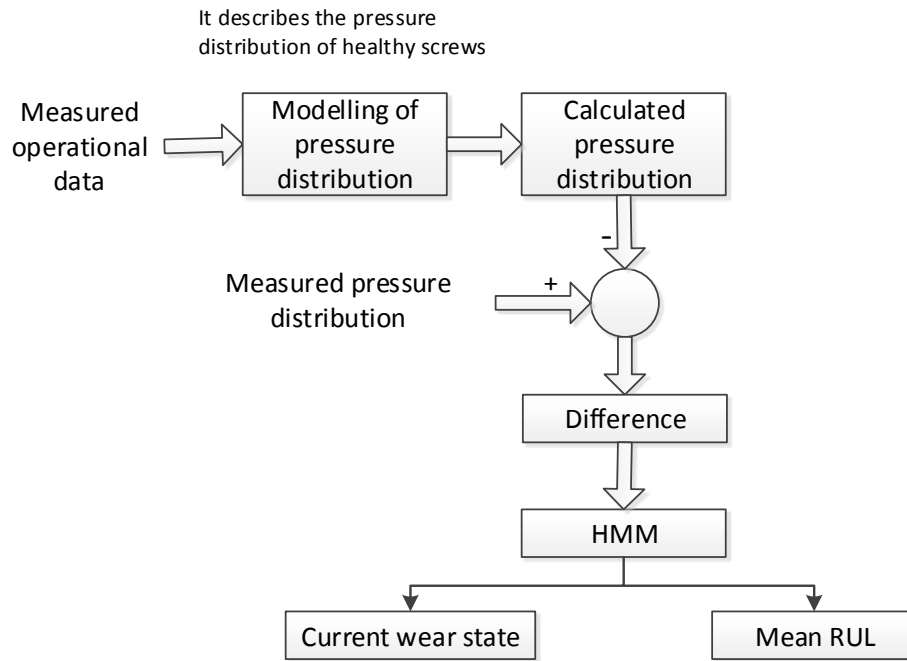 It describes the pressure
distribution of healthy screws
Measured
operational
data
Modelling of
pressure
distribution
Calculated
pressure
distribution
-
Measured pressure
distribution
+
Difference
HMM
Current wear state
Mean RUL